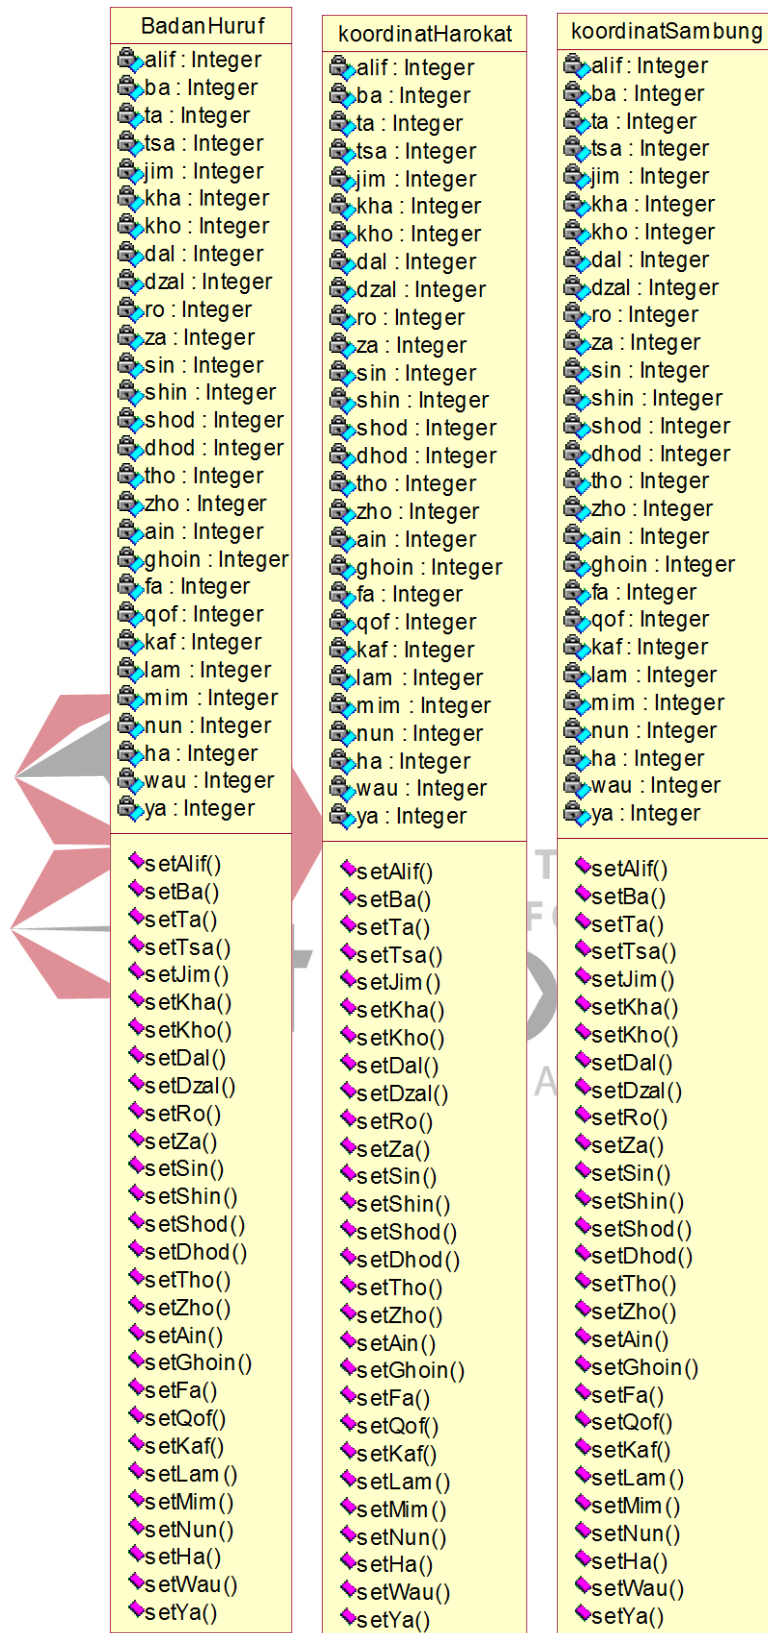 BadanHuruf
alif : Integer
ba : Integer
ta : Integer
tsa : Integer
jim : Integer
kha : Integer
kho : Integer
dal : Integer
dzal : Integer
ro : Integer
za : Integer
sin : Integer
shin : Integer
shod : Integer
dhod : Integer
tho : Integer
zho : Integer
ain : Integer
ghoin : Integer
fa : Integer
qof : Integer
kaf : Integer
lam : Integer
mim : Integer
nun : Integer
ha : Integer
wau : Integer
ya : Integer
setAlif()
setBa()
setTa()
setTsa()
setJim()
setKha()
setKho()
setDal()
setDzal()
setRo()
setZa()
setSin()
setShin()
setShod()
setDhod()
setTho()
setZho()
setAin()
setGhoin()
setFa()
setQof()
setKaf()
setLam()
setMim()
setNun()
setHa()
setWau()
setYa()
koordinatHarokat
alif : Integer
ba : Integer
ta : Integer
tsa : Integer
jim : Integer
kha : Integer
kho : Integer
dal : Integer
dzal : Integer
ro : Integer
za : Integer
sin : Integer
shin : Integer
shod : Integer
dhod : Integer
tho : Integer
zho : Integer
ain : Integer
ghoin : Integer
fa : Integer
qof : Integer
kaf : Integer
lam : Integer
mim : Integer
nun : Integer
ha : Integer
wau : Integer
ya : Integer
setAlif()
setBa()
setTa()
setTsa()
setJim()
setKha()
setKho()
setDal()
setDzal()
setRo()
setZa()
setSin()
setShin()
setShod()
setDhod()
setTho()
setZho()
setAin()
setGhoin()
setFa()
setQof()
setKaf()
setLam()
setMim()
setNun()
setHa()
setWau()
setYa()
koordinatSambung
alif : Integer
ba : Integer
ta : Integer
tsa : Integer
jim : Integer
kha : Integer
kho : Integer
dal : Integer
dzal : Integer
ro : Integer
za : Integer
sin : Integer
shin : Integer
shod : Integer
dhod : Integer
tho : Integer
zho : Integer
ain : Integer
ghoin : Integer
fa : Integer
qof : Integer
kaf : Integer
lam : Integer
mim : Integer
nun : Integer
ha : Integer
wau : Integer
ya : Integer
setAlif()
setBa()
setTa()
setTsa()
setJim()
setKha()
setKho()
setDal()
setDzal()
setRo()
setZa()
setSin()
setShin()
setShod()
setDhod()
setTho()
setZho()
setAin()
setGhoin()
setFa()
setQof()
setKaf()
setLam()
setMim()
setNun()
setHa()
setWau()
setYa()